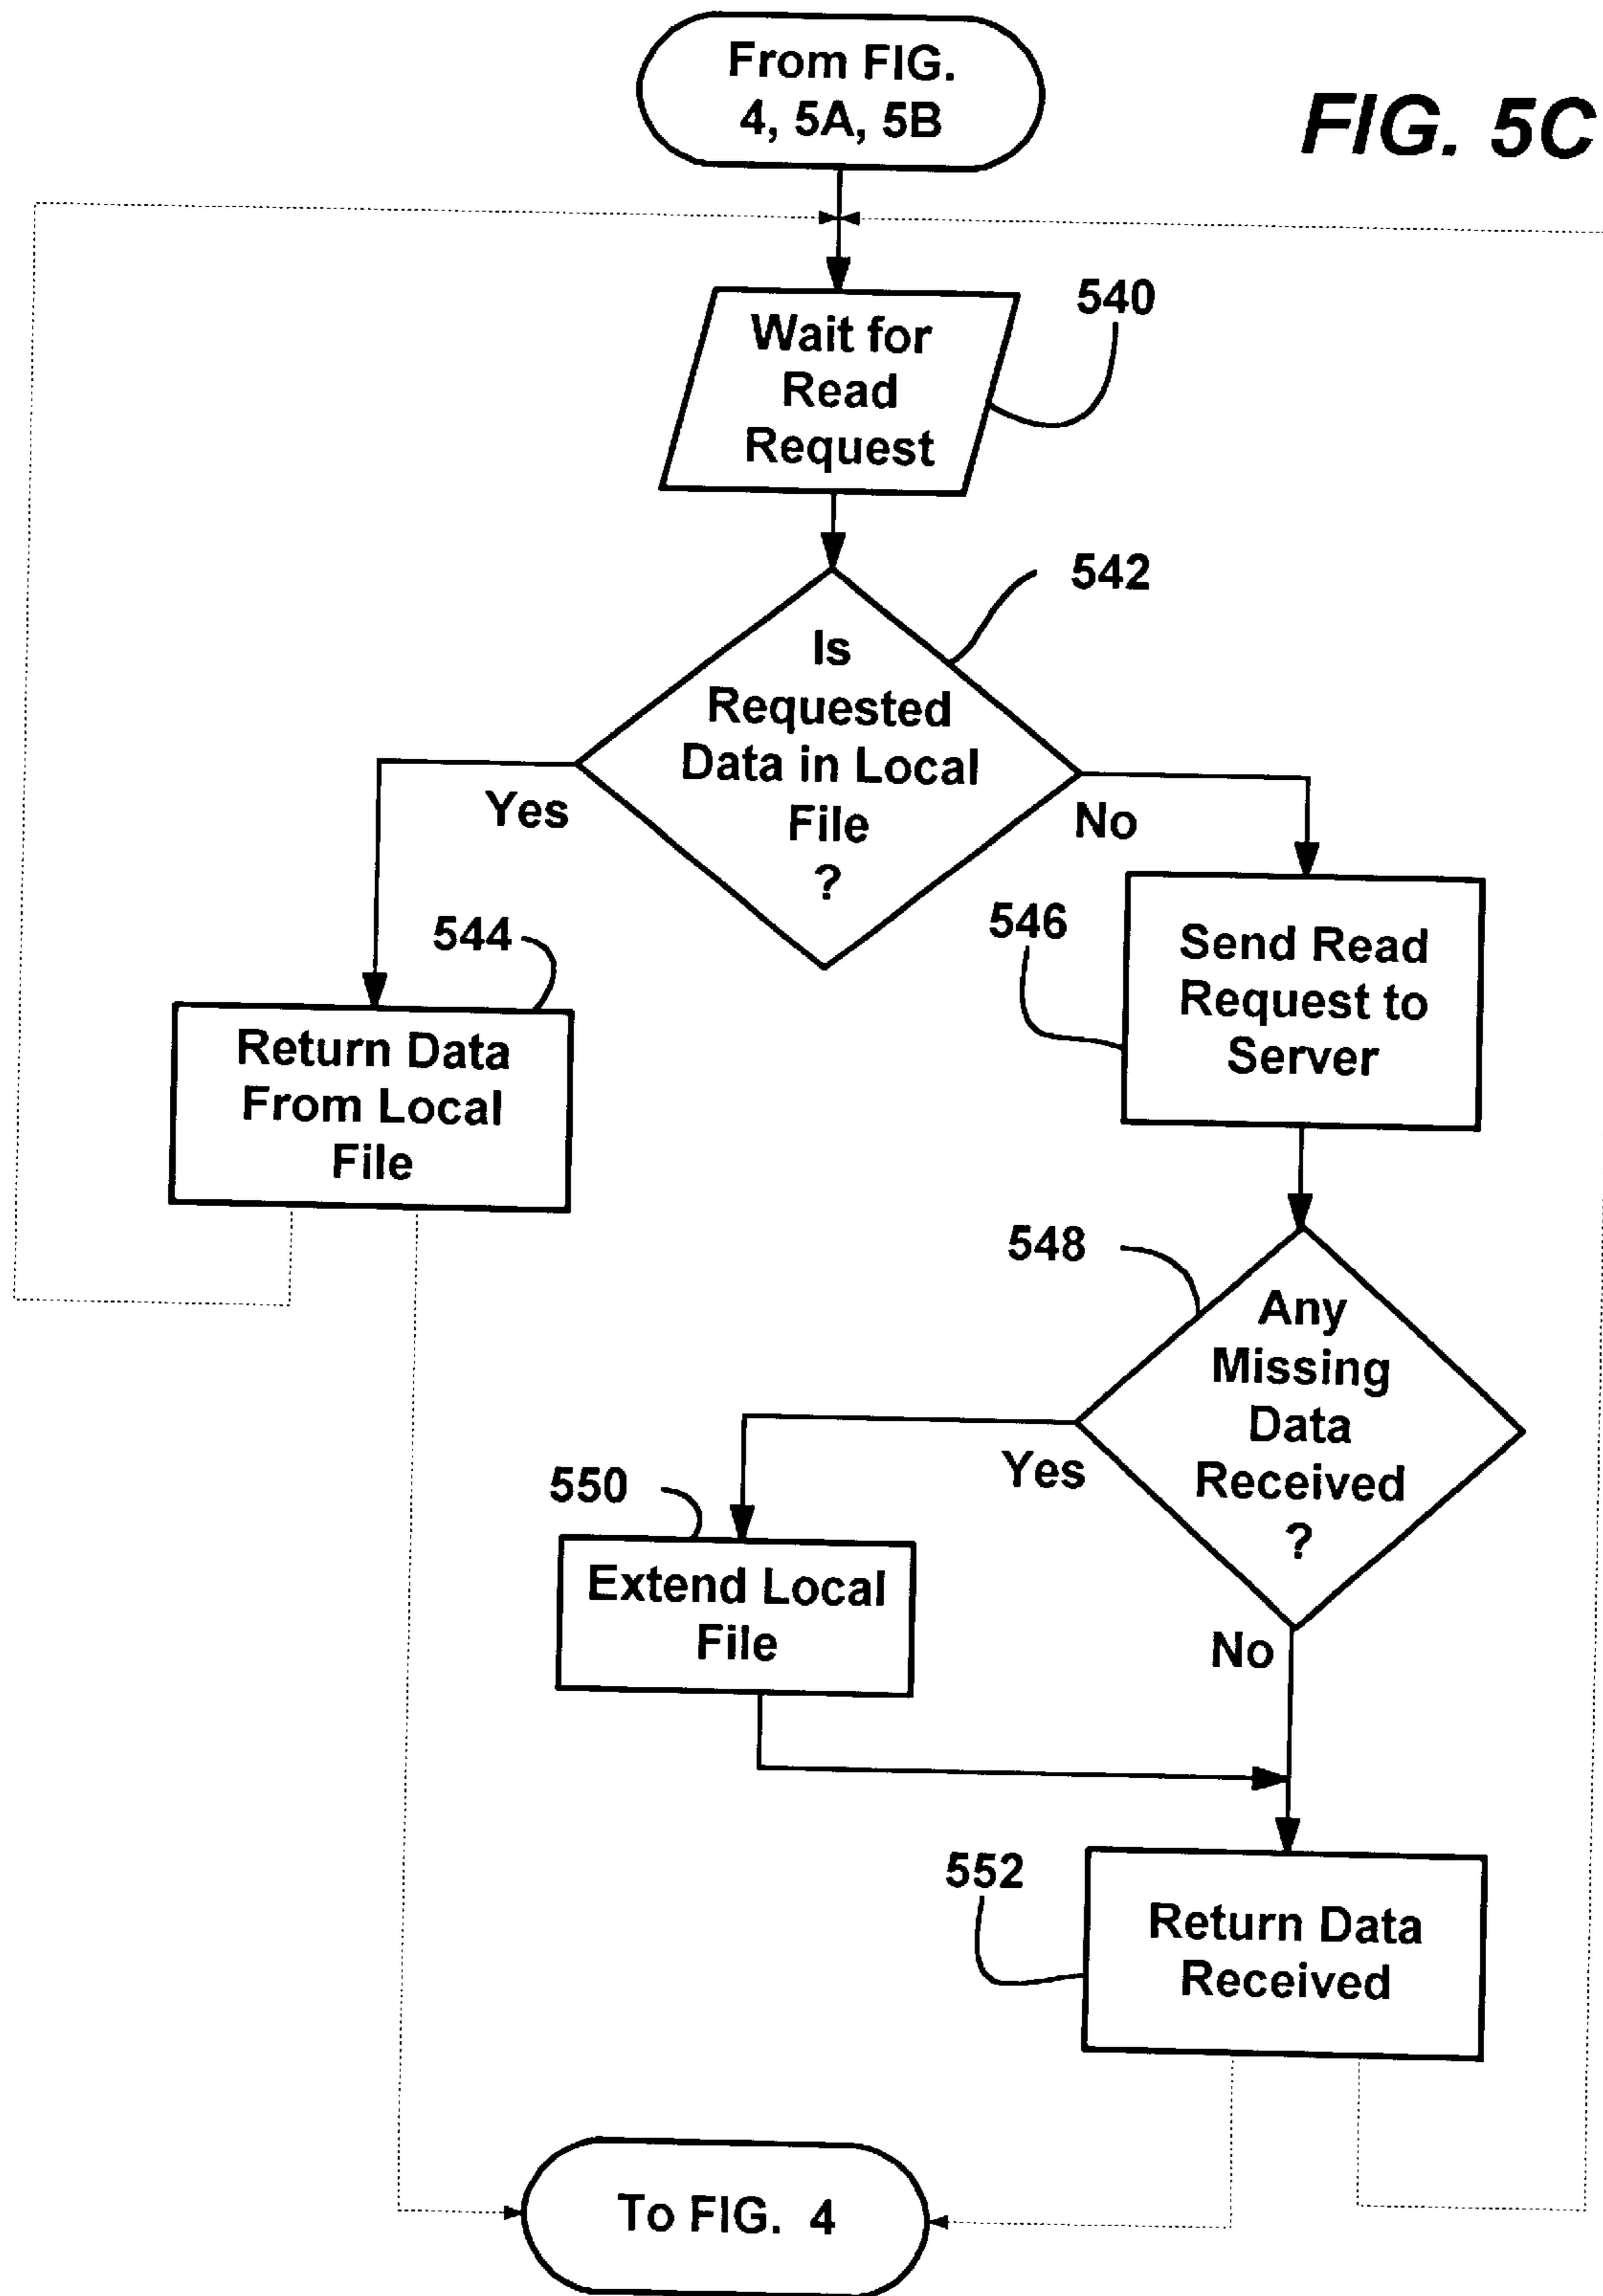 From FIG.
4, 5A, 5B
FIG. 5C
Wait for
Read
Request
540
542
Is
Requested
Data in Local
File
?
Yes
No
544
Return Data
From Local
File
546
Send Read
Request to
Server
548
Any
Missing
Data
Received
?
Yes
No
550
Extend Local
File
552
Return Data
Received
To FIG. 4